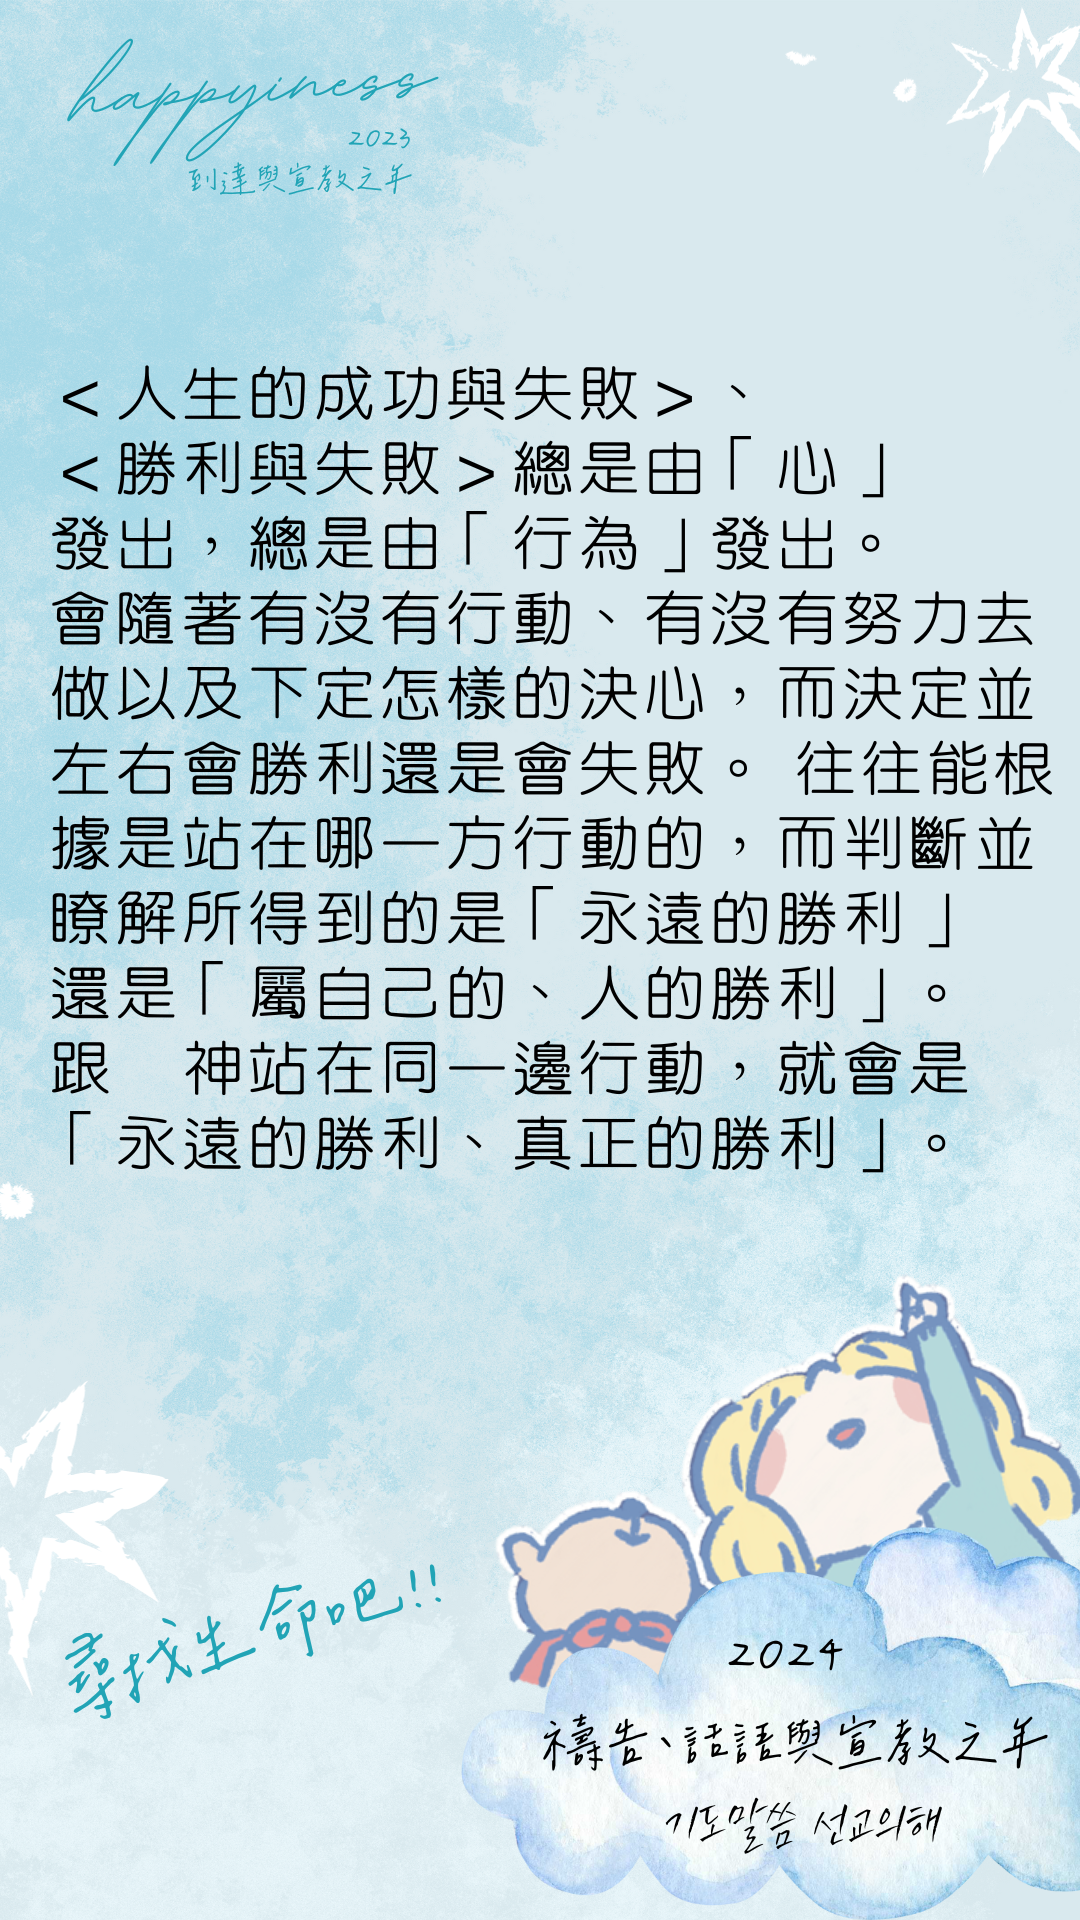 happyiness
2023
到達與宣教之年
＜人生的成功與失敗＞、
＜勝利與失敗＞總是由「心」
發出，總是由「行為」發出。
會隨著有沒有行動、有沒有努力去
做以及下定怎樣的決心，而決定並
左右會勝利還是會失敗。 往往能根
據是站在哪一方行動的，而判斷並
瞭解所得到的是「永遠的勝利」
還是「屬自己的、人的勝利」。
跟　神站在同一邊行動，就會是
「永遠的勝利、真正的勝利」。
尋找生命吧!!
2024
禱告、話語與宣教之年
기도말씀 선교의해